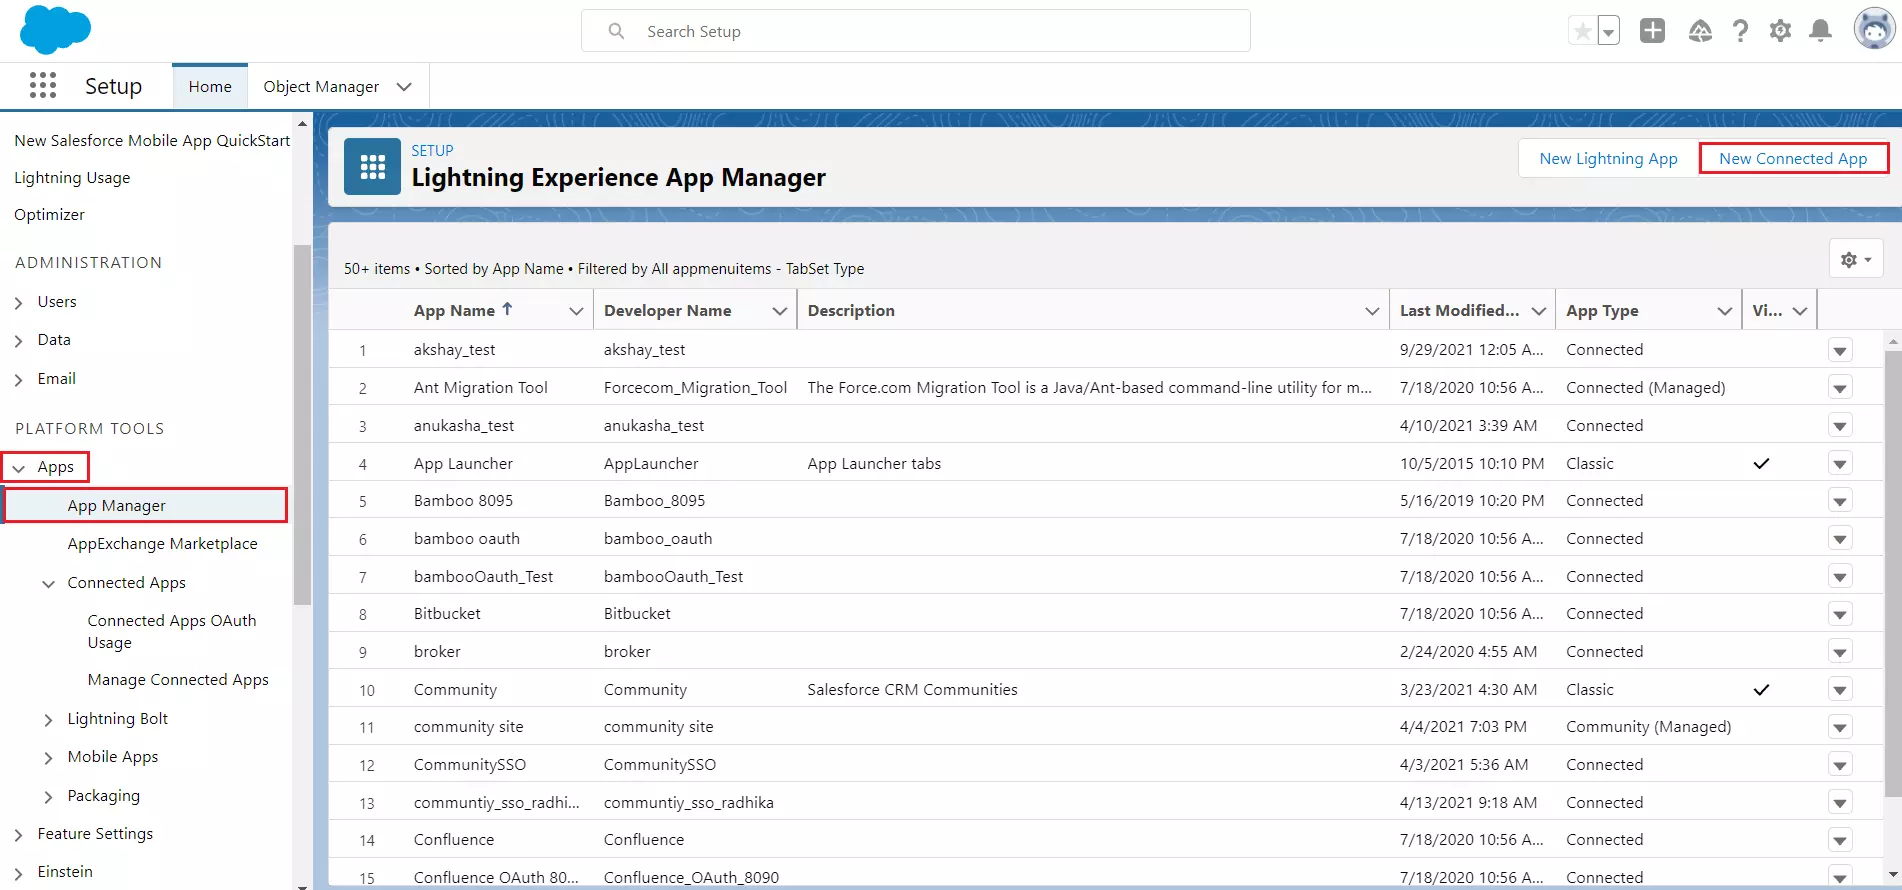 Search Setup
Setup
Home
Object Manager
New Salesforce Mobile App QuickStart
Lightning Usage
Optimizer
ADMINISTRATION
Users
Data
Email
PLATFORM TOOLS
Apps
App Manager
AppExchange Marketplace
Connected Apps
Connected Apps OAuth
Usage
Manage Connected Apps
Lightning Bolt
Mobile Apps
Packaging
Feature Settings
Einstein
SETUP
Lightning Experience App Manager
New Lightning App
New Connected App
50+ items • Sorted by App Name • Filtered by All appmenuitems - TabSet Type
App Name ↑ Developer Name Description Last Modified... App Type Vi...
1 akshay_test akshay_test 9/29/2021 12:05 A... Connected
2 Ant Migration Tool Forcecom_Migration_Tool The Force.com Migration Tool is a Java/Ant-based command-line utility for m... 7/18/2020 10:56 A... Connected (Managed)
3 anukasha_test anukasha_test 4/10/2021 3:39 AM Connected
4 App Launcher AppLauncher App Launcher tabs 10/5/2015 10:10 PM Classic ✓
5 Bamboo 8095 Bamboo_8095 5/16/2019 10:20 PM Connected
6 bamboo oauth bamboo_oauth 7/18/2020 10:56 A... Connected
7 bambooOauth_Test bambooOauth_Test 7/18/2020 10:56 A... Connected
8 Bitbucket Bitbucket 7/18/2020 10:56 A... Connected
9 broker broker 2/24/2020 4:55 AM Connected
10 Community Community Salesforce CRM Communities 3/23/2021 4:30 AM Classic ✓
11 community site community site 4/4/2021 7:03 PM Community (Managed)
12 CommunitySSO CommunitySSO 4/3/2021 5:36 AM Connected
13 communtiy_sso_radhi... communtiy_sso_radhika 4/13/2021 9:18 AM Connected
14 Confluence Confluence 7/18/2020 10:56 A... Connected
15 Confluence OAuth 80... Confluence_OAuth_8090 7/18/2020 10:56 A... Connected